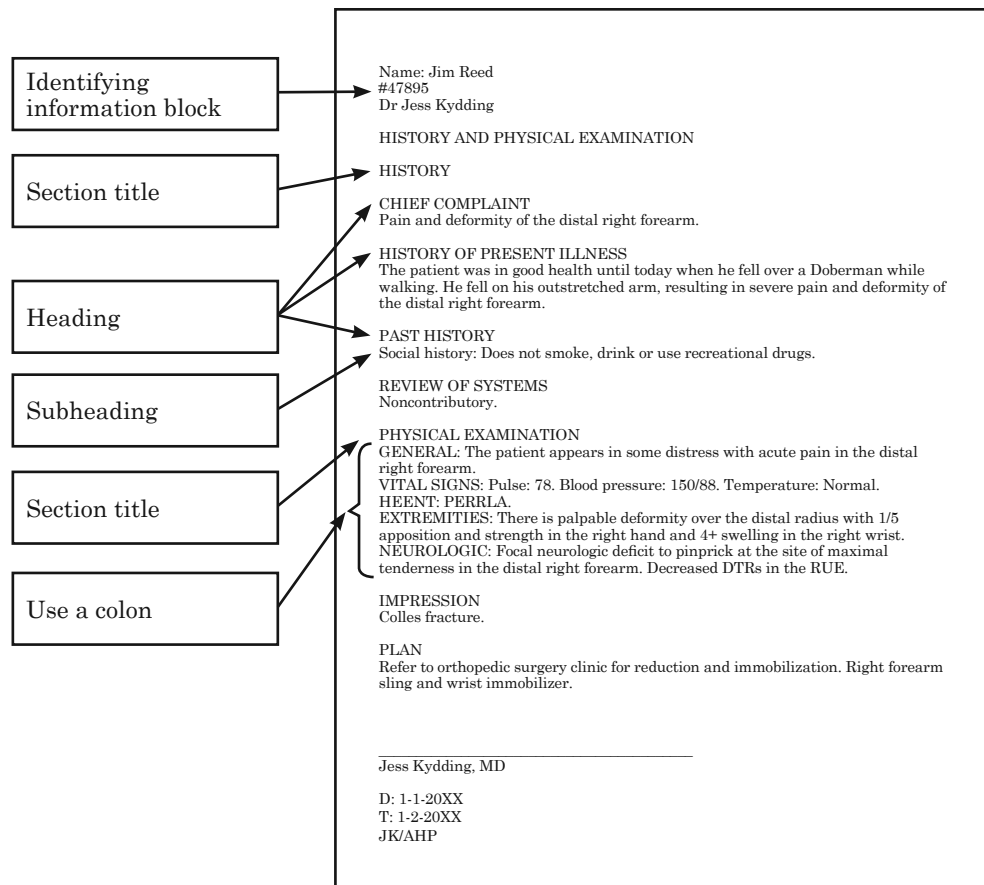 Identifying
information block
Section title
Heading
Subheading
Section title
Use a colon
Name: Jim Reed
#47895
Dr Jess Kydding
HISTORY AND PHYSICAL EXAMINATION
HISTORY
CHIEF COMPLAINT
Pain and deformity of the distal right forearm.
HISTORY OF PRESENT ILLNESS
The patient was in good health until today when he fell over a Doberman while
walking. He fell on his outstretched arm, resulting in severe pain and deformity of
the distal right forearm.
PAST HISTORY
Social history: Does not smoke, drink or use recreational drugs.
REVIEW OF SYSTEMS
Noncontributory.
PHYSICAL EXAMINATION
GENERAL: The patient appears in some distress with acute pain in the distal
right forearm.
VITAL SIGNS: Pulse: 78. Blood pressure: 150/88. Temperature: Normal.
HEENT: PERRLA.
EXTREMITIES: There is palpable deformity over the distal radius with 1/5
apposition and strength in the right hand and 4+ swelling in the right wrist.
NEUROLOGIC: Focal neurologic deficit to pinprick at the site of maximal
tenderness in the distal right forearm. Decreased DTRs in the RUE.
IMPRESSION
Colles fracture.
PLAN
Refer to orthopedic surgery clinic for reduction and immobilization. Right forearm
sling and wrist immobilizer.
Jess Kydding, MD
D: 1-1-20XX
T: 1-2-20XX
JK/AHP